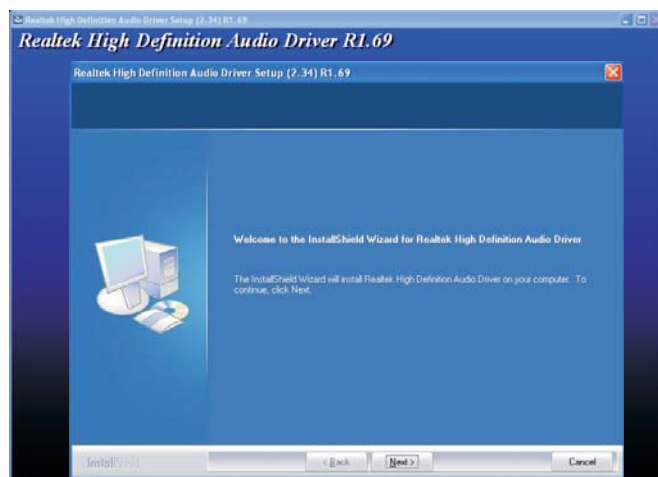 Realtek High Definition Audio Driver Setup (2.34) R1.69
Realtek High Definition Audio Driver R1.69
Realtek High Definition Audio Driver Setup (2.34) R1.69
Welcome to the InstallShield Wizard for Realtek High Definition Audio Driver
The InstallShield Wizard will install Realtek High Definition Audio Driver on your computer. To
continue, click Next.
InstallShield
< Back Next > Cancel